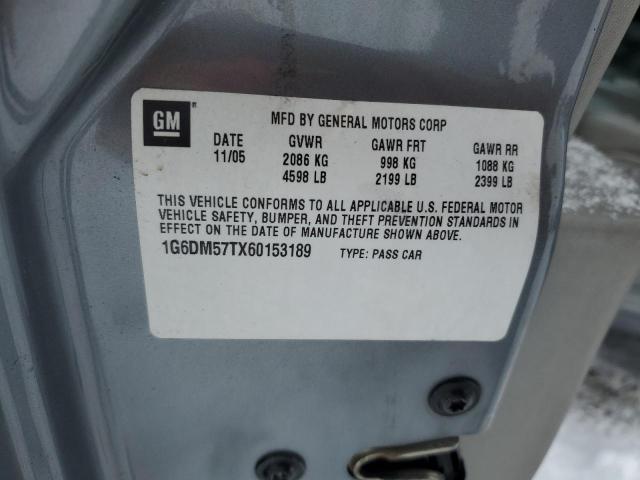 GM ®
MFD BY GENERAL MOTORS CORP
DATE GVWR GAWR FRT GAWR RR
11/05 2086 KG 998 KG 1088 KG
4598 LB 2199 LB 2399 LB
THIS VEHICLE CONFORMS TO ALL APPLICABLE U.S. FEDERAL MOTOR
VEHICLE SAFETY, BUMPER, AND THEFT PREVENTION STANDARDS IN
EFFECT ON THE DATE OF MANUFACTURE SHOWN ABOVE.
1G6DM57TX60153189 TYPE: PASS CAR